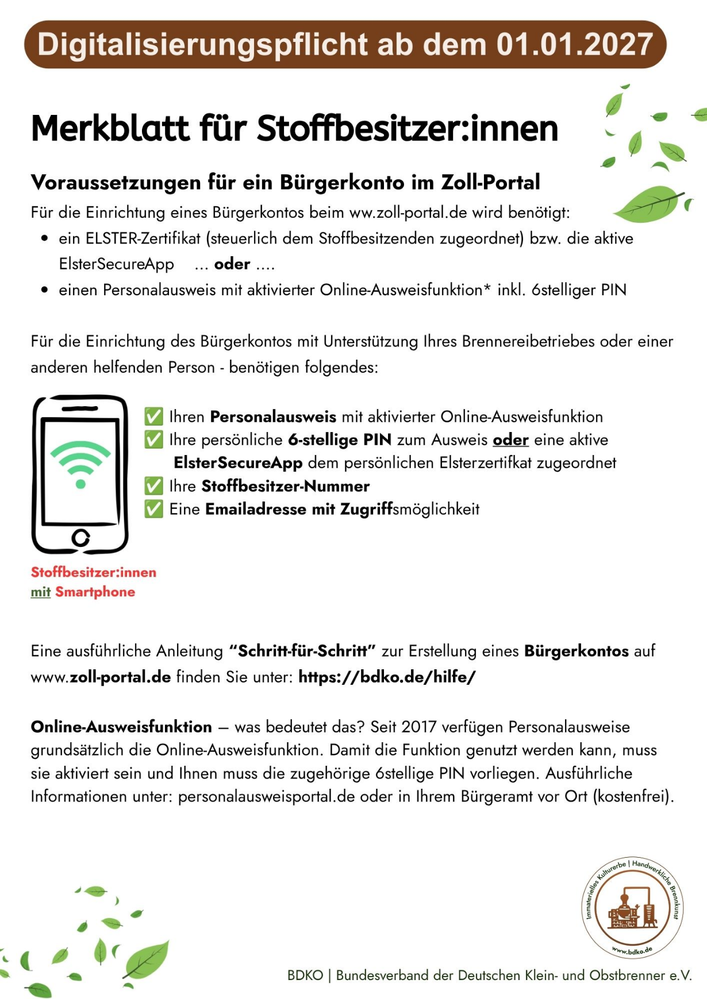 Digitalisierungspflicht ab dem 01.01.2027
Merkblatt für Stoffbesitzer:innen
Voraussetzungen für ein Bürgerkonto im Zoll-Portal
Für die Einrichtung eines Bürgerkontos beim ww.zoll-portal.de wird benötigt:
• ein ELSTER-Zertifikat (steuerlich dem Stoffbesitzenden zugeordnet) bzw. die aktive
ElsterSecureApp ... oder ....
• einen Personalausweis mit aktivierter Online-Ausweisfunktion* inkl. 6stelliger PIN
Für die Einrichtung des Bürgerkontos mit Unterstützung Ihres Brennereibetriebes oder einer
anderen helfenden Person - benötigen folgendes:
✅ Ihren Personalausweis mit aktivierter Online-Ausweisfunktion
✅ Ihre persönliche 6-stellige PIN zum Ausweis oder eine aktive
ElsterSecureApp dem persönlichen Elsterzertifkat zugeordnet
✅ Ihre Stoffbesitzer-Nummer
✅ Eine Emailadresse mit Zugriffsmöglichkeit
Stoffbesitzer:innen
mit Smartphone
Eine ausführliche Anleitung “Schritt-für-Schritt” zur Erstellung eines Bürgerkontos auf
www.zoll-portal.de finden Sie unter: https://bdko.de/hilfe/
Online-Ausweisfunktion – was bedeutet das? Seit 2017 verfügen Personalausweise
grundsätzlich die Online-Ausweisfunktion. Damit die Funktion genutzt werden kann, muss
sie aktiviert sein und Ihnen muss die zugehörige 6stellige PIN vorliegen. Ausführliche
Informationen unter: personalausweisportal.de oder in Ihrem Bürgeramt vor Ort (kostenfrei).
Immaterielles Kulturerbe | Handwerkliche Brennkunst
www.bdko.de
BDKO | Bundesverband der Deutschen Klein- und Obstbrenner e.V.